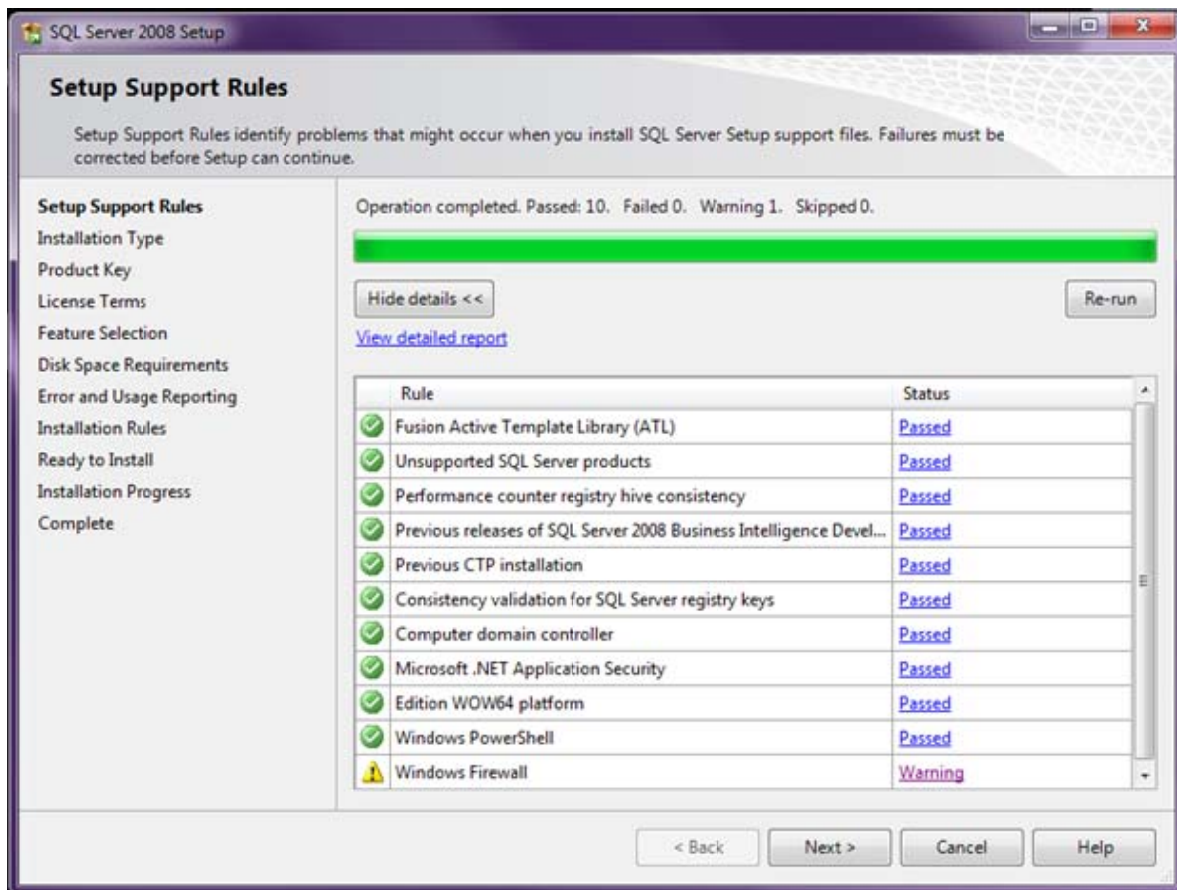 SQL Server 2008 Setup
Setup Support Rules
Setup Support Rules identify problems that might occur when you install SQL Server Setup support files. Failures must be
corrected before Setup can continue.
Setup Support Rules
Installation Type
Product Key
License Terms
Feature Selection
Disk Space Requirements
Error and Usage Reporting
Installation Rules
Ready to Install
Installation Progress
Complete
Operation completed. Passed: 10. Failed 0. Warning 1. Skipped 0.
Hide details <<
Re-run
View detailed report
Rule Status
Fusion Active Template Library (ATL) Passed
Unsupported SQL Server products Passed
Performance counter registry hive consistency Passed
Previous releases of SQL Server 2008 Business Intelligence Devel... Passed
Previous CTP installation Passed
Consistency validation for SQL Server registry keys Passed
Computer domain controller Passed
Microsoft .NET Application Security Passed
Edition WOW64 platform Passed
Windows PowerShell Passed
Windows Firewall Warning
< Back Next > Cancel Help